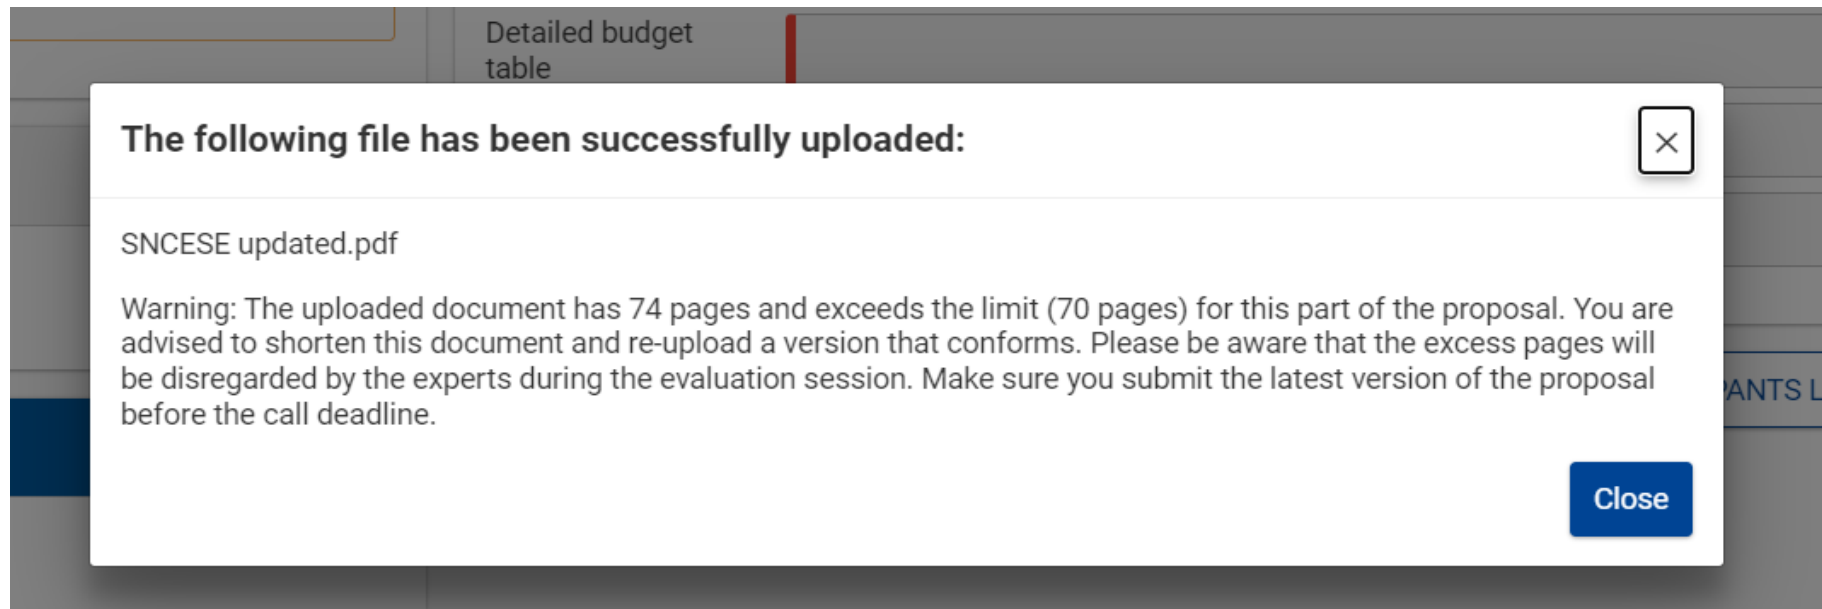 Detailed budget
table
The following file has been successfully uploaded:
SNCESE updated.pdf
Warning: The uploaded document has 74 pages and exceeds the limit (70 pages) for this part of the proposal. You are
advised to shorten this document and re-upload a version that conforms. Please be aware that the excess pages will
be disregarded by the experts during the evaluation session. Make sure you submit the latest version of the proposal
before the call deadline.
PANTS L
Close